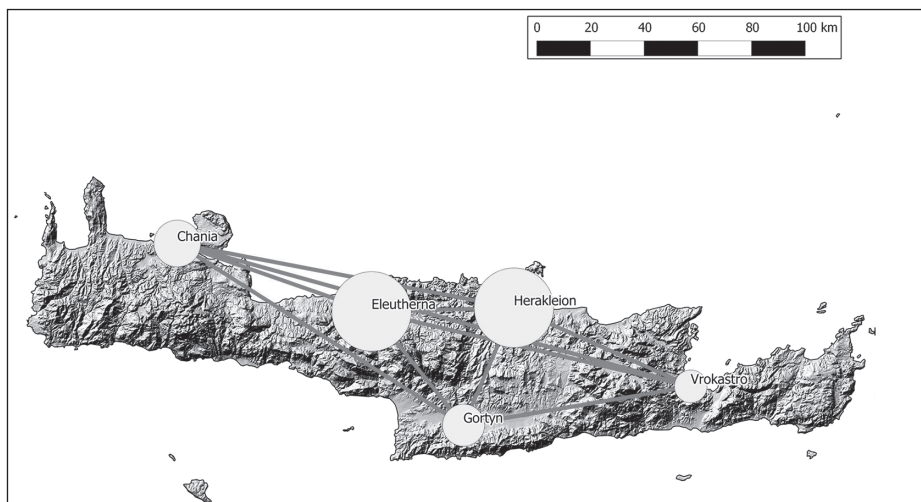 0 20 40 60 80 100 km
Chania
Eleutherna
Herakleion
Vrokastro
Gortyn